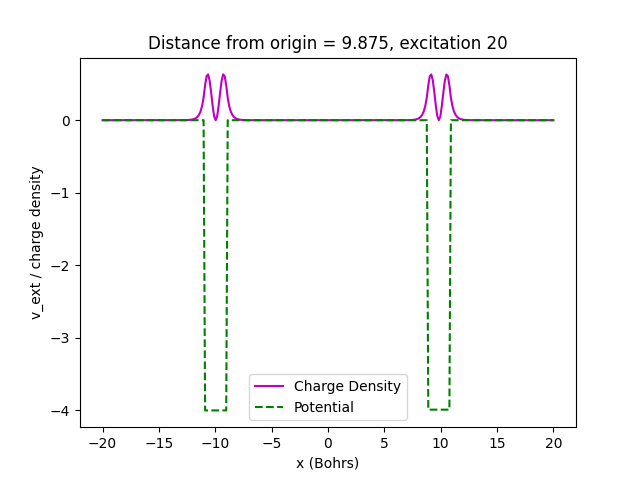 Distance from origin = 9.875, excitation 20
v_ext / charge density
0
−1
−2
−3
−4
Charge Density
Potential
−20 −15 −10 −5 0 5 10 15 20
x (Bohrs)